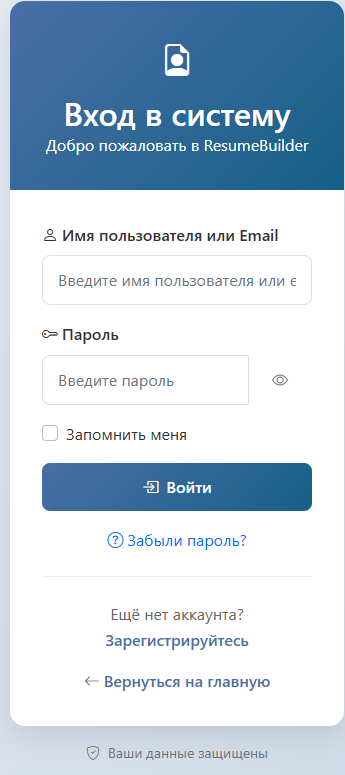 Вход в систему
Добро пожаловать в ResumeBuilder
Имя пользователя или Email
Введите имя пользователя или e
Пароль
Введите пароль
Запомнить меня
Войти
Забыли пароль?
Ещё нет аккаунта?
Зарегистрируйтесь
Вернуться на главную
Ваши данные защищены